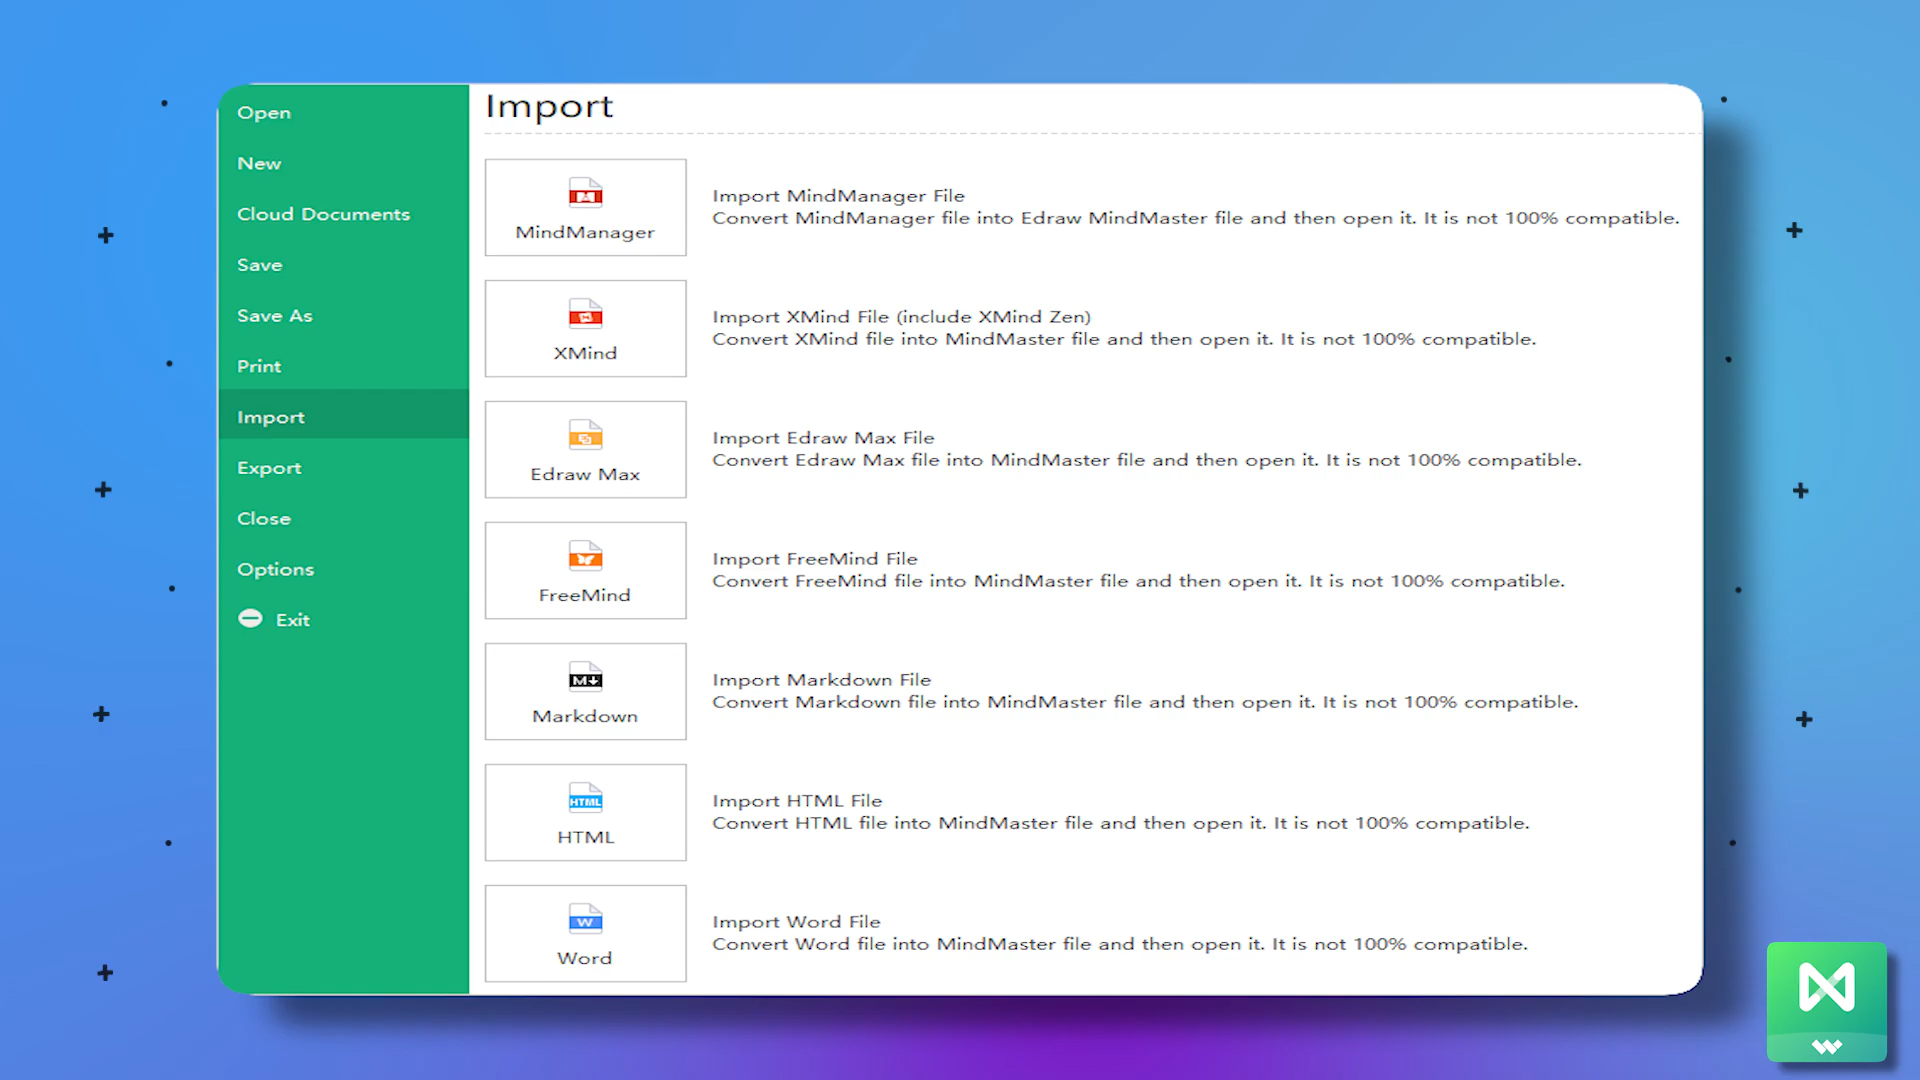 Open
New
Cloud Documents
Save
Save As
Print
Import
Export
Close
Options
Exit
Import
MindManager
Import MindManager File
Convert MindManager file into Edraw MindMaster file and then open it. It is not 100% compatible.
XMind
Import XMind File (include XMind Zen)
Convert XMind file into MindMaster file and then open it. It is not 100% compatible.
Edraw Max
Import Edraw Max File
Convert Edraw Max file into MindMaster file and then open it. It is not 100% compatible.
FreeMind
Import FreeMind File
Convert FreeMind file into MindMaster file and then open it. It is not 100% compatible.
M
Markdown
Import Markdown File
Convert Markdown file into MindMaster file and then open it. It is not 100% compatible.
HTML
HTML
Import HTML File
Convert HTML file into MindMaster file and then open it. It is not 100% compatible.
W
Word
Import Word File
Convert Word file into MindMaster file and then open it. It is not 100% compatible.